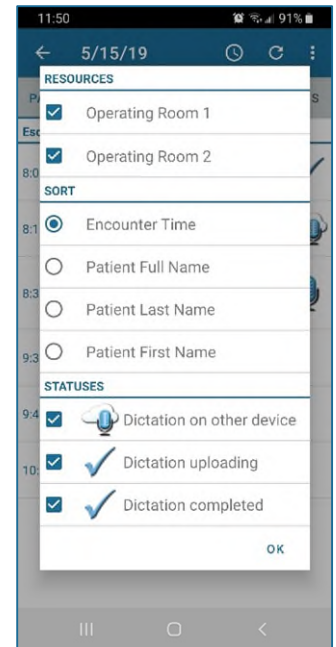 11:50 91%
5/15/19
RESOURCES
Operating Room 1
Operating Room 2
SORT
Encounter Time
Patient Full Name
Patient Last Name
Patient First Name
STATUSES
Dictation on other device
Dictation uploading
Dictation completed
OK